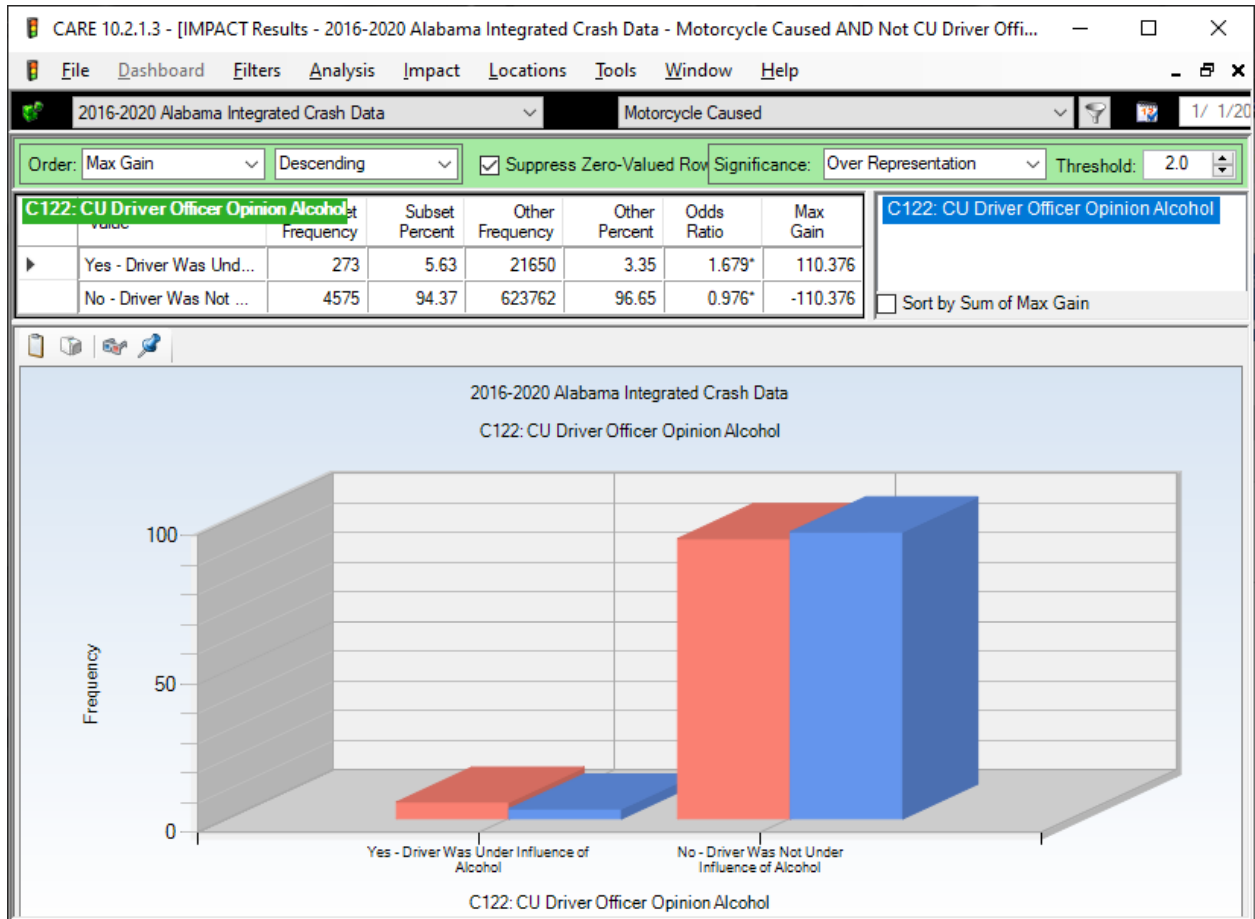 CARE 10.2.1.3 - [IMPACT Results - 2016-2020 Alabama Integrated Crash Data - Motorcycle Caused AND Not CU Driver Offi...
File Dashboard Filters Analysis Impact Locations Tools Window Help
2016-2020 Alabama Integrated Crash Data Motorcycle Caused 1/ 1/20
Order: Max Gain Descending Suppress Zero-Valued Row Significance: Over Representation Threshold: 2.0
C122: CU Driver Officer Opinion Alcohol Subset Other Other Odds Max C122: CU Driver Officer Opinion Alcohol
Value Frequency Percent Frequency Percent Ratio Gain
Yes - Driver Was Und... 273 5.63 21650 3.35 1.679* 110.376
No - Driver Was Not ... 4575 94.37 623762 96.65 0.976* -110.376
Sort by Sum of Max Gain
2016-2020 Alabama Integrated Crash Data
C122: CU Driver Officer Opinion Alcohol
100
50
0
Frequency
Yes - Driver Was Under Influence of
Alcohol
No - Driver Was Not Under
Influence of Alcohol
C122: CU Driver Officer Opinion Alcohol